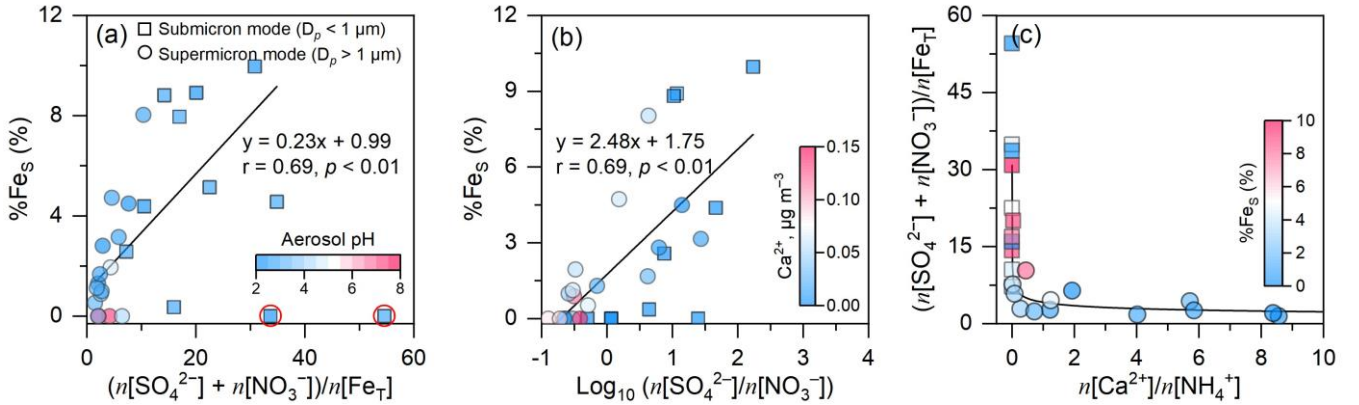 (a)
□ Submicron mode (Dₚ < 1 µm)
○ Supermicron mode (Dₚ > 1 µm)
y = 0.23x + 0.99
r = 0.69, p < 0.01
Aerosol pH
2 4 6 8
%Feₛ (%)
12
8
4
0
0 20 40 60
(n[SO₄²⁻] + n[NO₃⁻])/n[Fe_T]
(b)
y = 2.48x + 1.75
r = 0.69, p < 0.01
Ca²⁺, µg m⁻³
0.15
0.10
0.05
0.00
%Feₛ (%)
12
9
6
3
0
-1 0 1 2 3 4
Log₁₀ (n[SO₄²⁻]/n[NO₃⁻])
(c)
(n[SO₄²⁻] + n[NO₃⁻])/n[Fe_T]
60
45
30
15
0
%Feₛ (%)
10
8
6
4
2
0
0 2 4 6 8 10
n[Ca²⁺]/n[NH₄⁺]